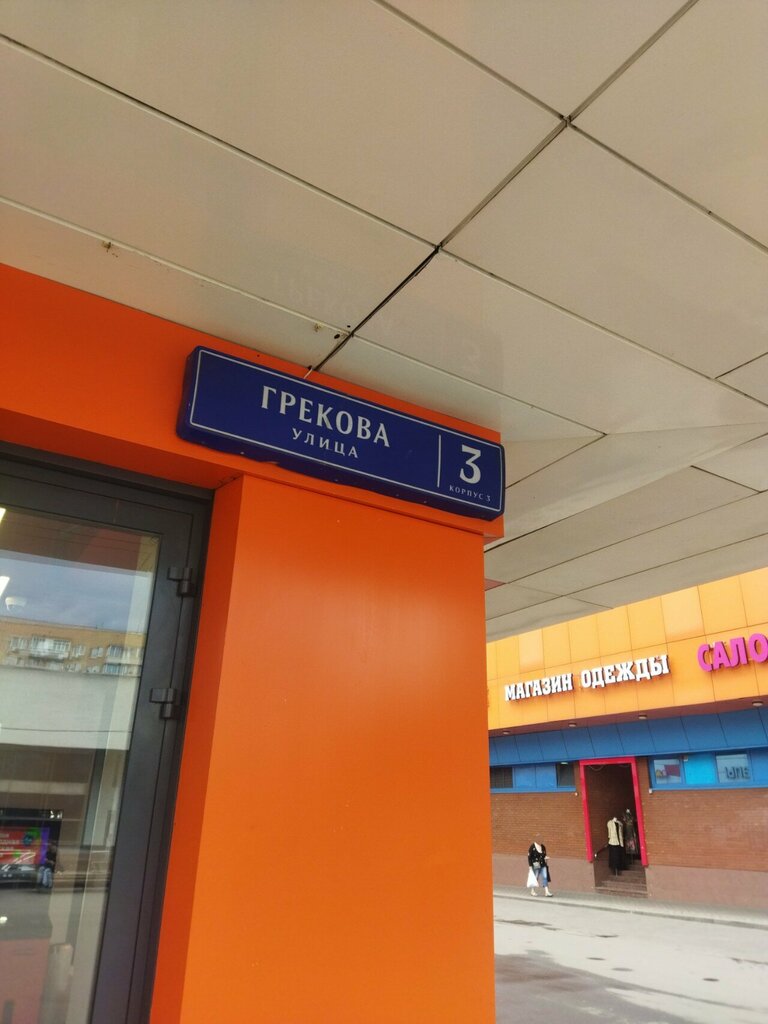 ГРЕКОВА
УЛИЦА
3
КОРПУС 3
МАГАЗИН ОДЕЖДЫ
САЛО